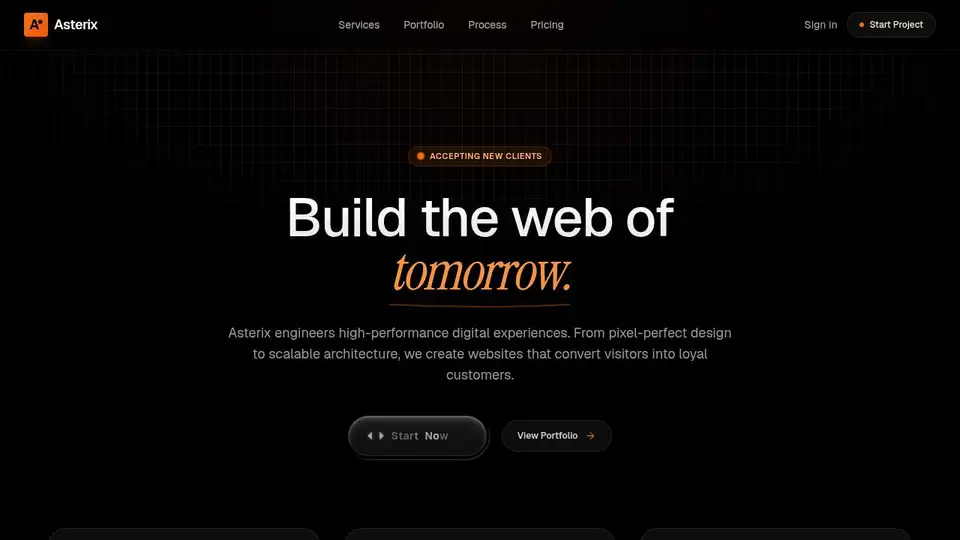 A* Asterix
Services Portfolio Process Pricing
Sign In
Start Project
ACCEPTING NEW CLIENTS
Build the web of
tomorrow.
Asterix engineers high-performance digital experiences. From pixel-perfect design
to scalable architecture, we create websites that convert visitors into loyal
customers.
Start Now
View Portfolio →